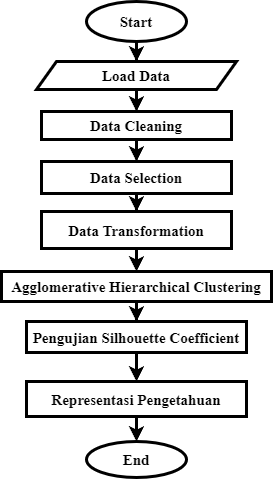 Start
Load Data
Data Cleaning
Data Selection
Data Transformation
Agglomerative Hierarchical Clustering
Pengujian Silhouette Coefficient
Representasi Pengetahuan
End